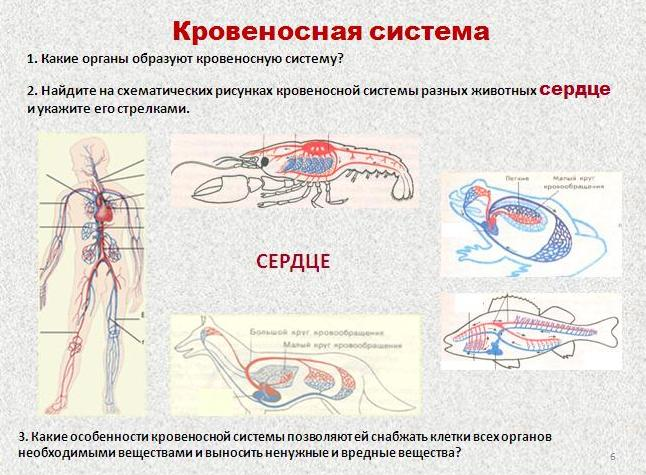 Кровеносная система
1. Какие органы образуют кровеносную систему?
2. Найдите на схематических рисунках кровеносной системы разных животных сердце
и укажите его стрелками.
Легкие
Малый круг
кровообращения
СЕРДЦЕ
Большой круг кровообращения
Малый круг кровообращения
3. Какие особенности кровеносной системы позволяют ей снабжать клетки всех органов
необходимыми веществами и выносить ненужные и вредные вещества?
6